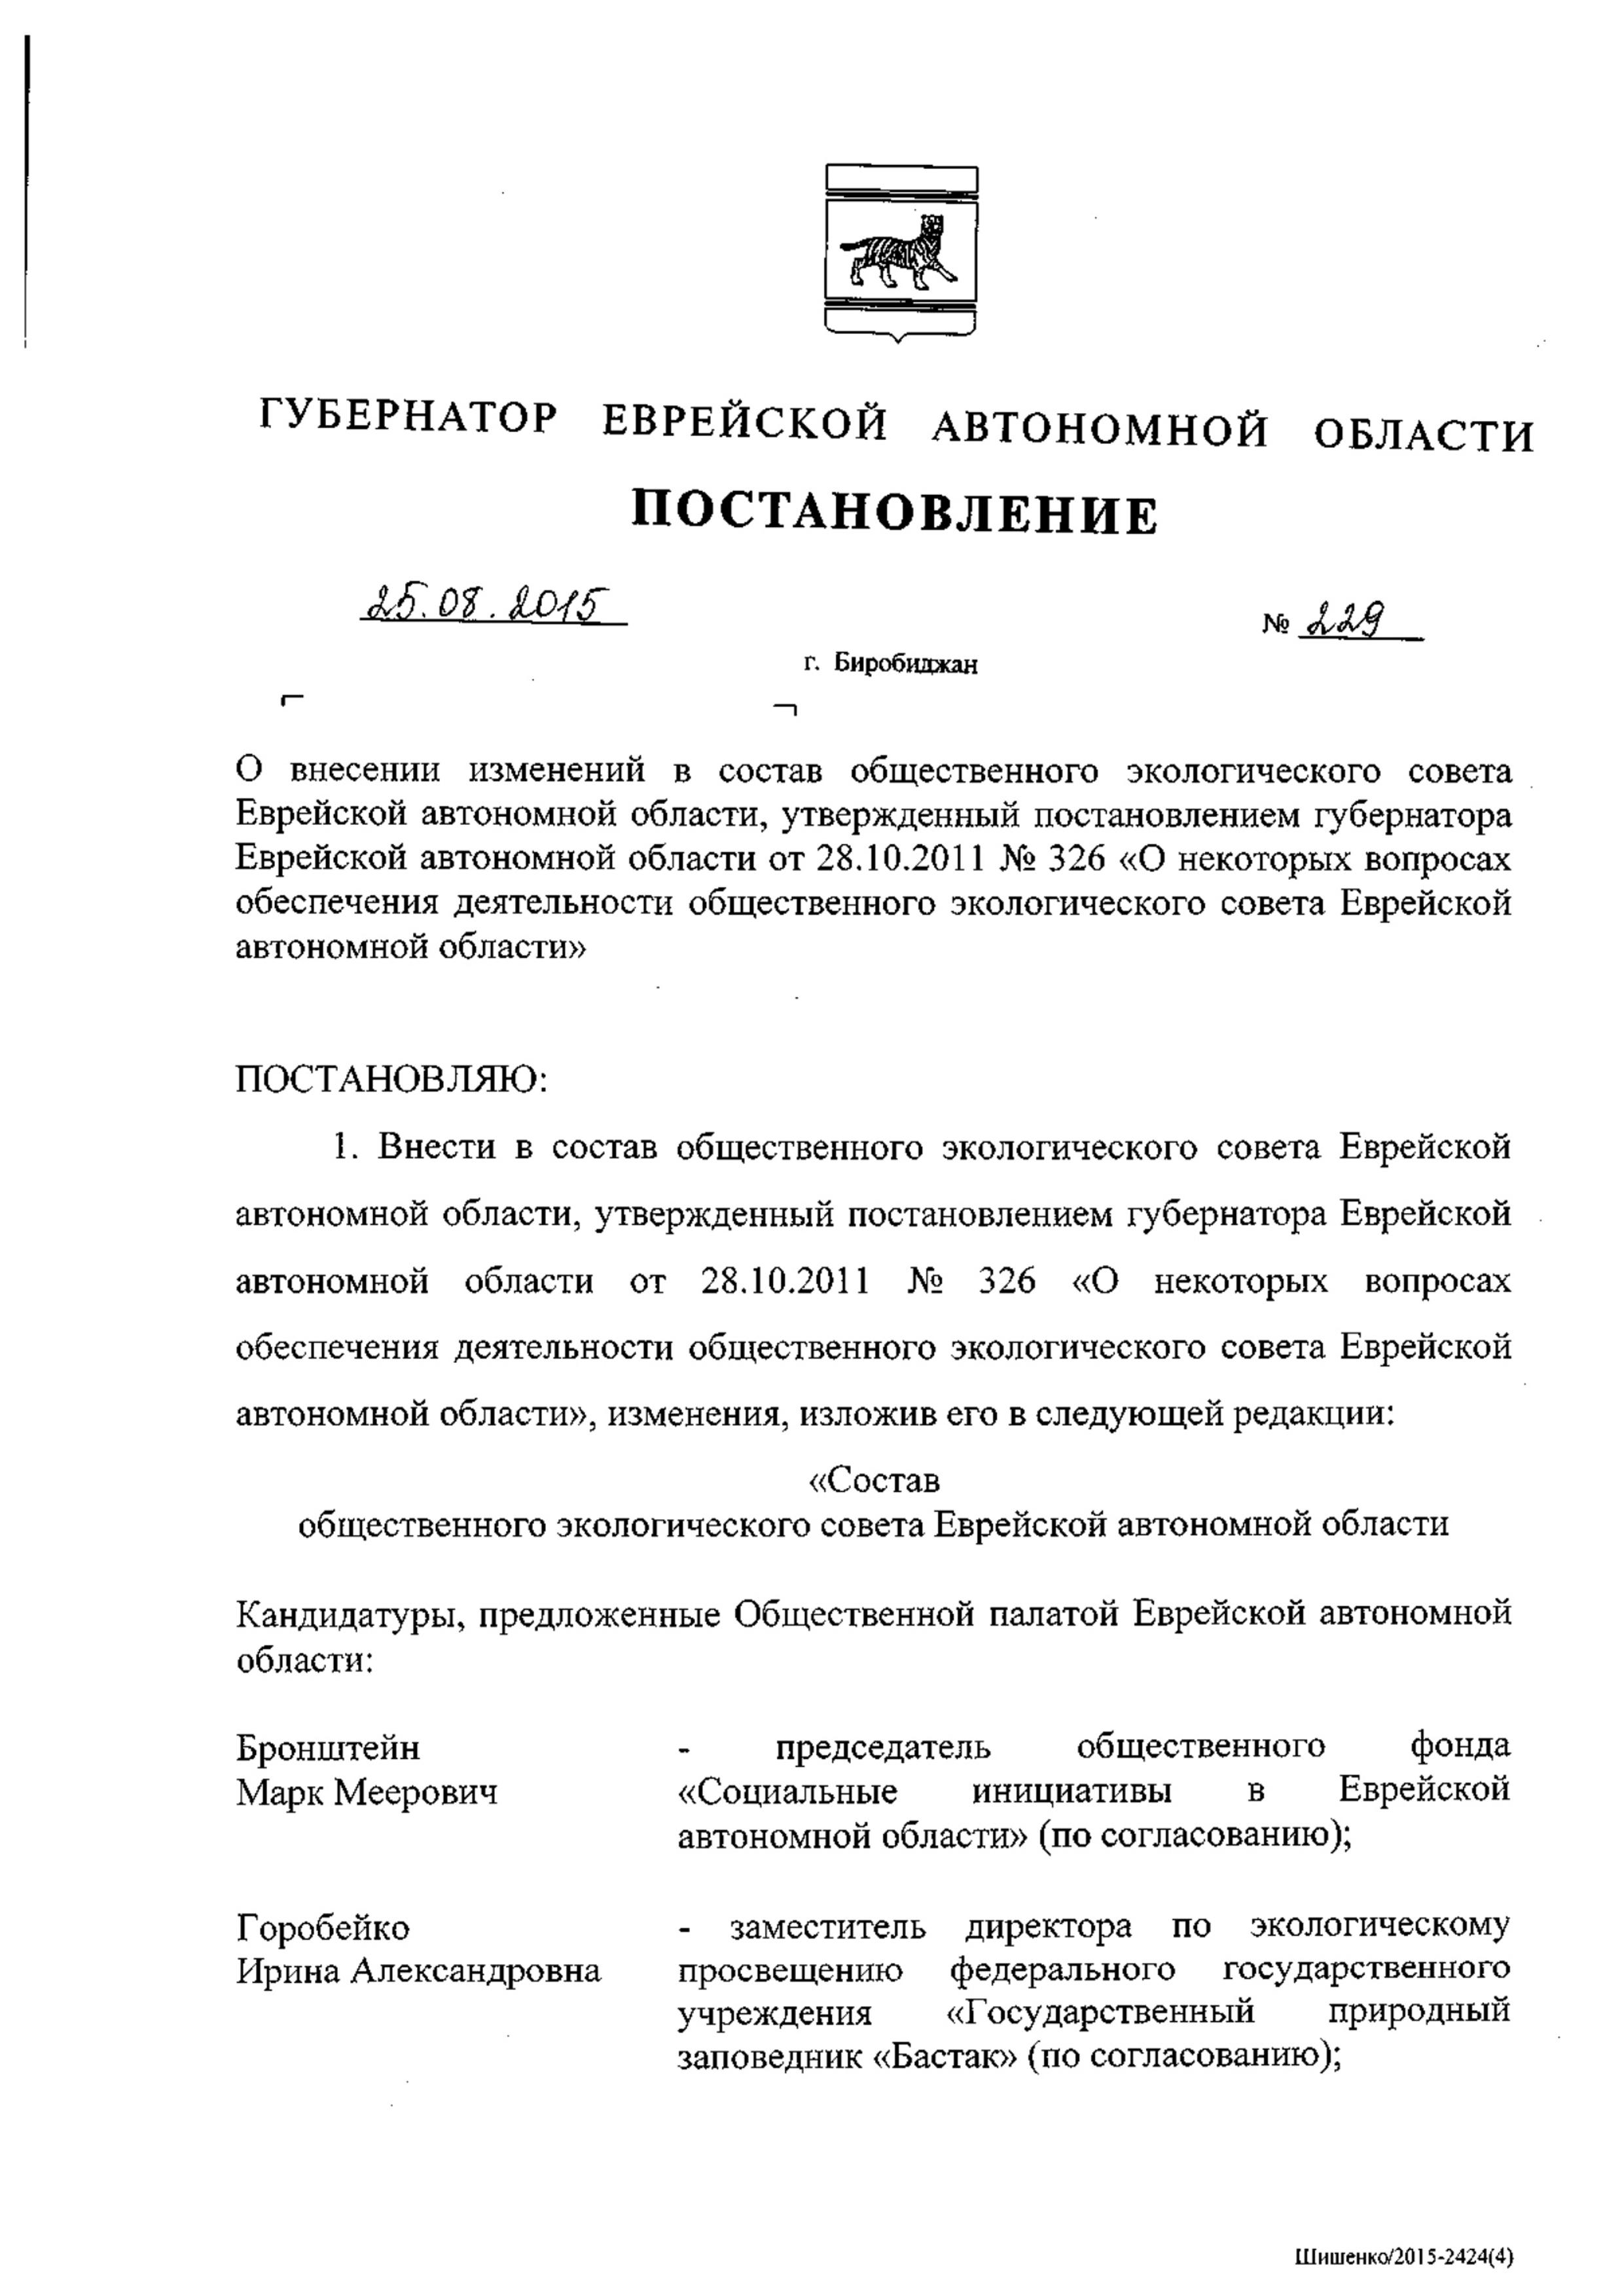 ГУБЕРНАТОР ЕВРЕЙСКОЙ АВТОНОМНОЙ ОБЛАСТИ
ПОСТАНОВЛЕНИЕ
25.08.2015 № 229
г. Биробиджан
О внесении изменений в состав общественного экологического совета
Еврейской автономной области, утвержденный постановлением губернатора
Еврейской автономной области от 28.10.2011 № 326 «О некоторых вопросах
обеспечения деятельности общественного экологического совета Еврейской
автономной области»
ПОСТАНОВЛЯЮ:
1. Внести в состав общественного экологического совета Еврейской
автономной области, утвержденный постановлением губернатора Еврейской
автономной области от 28.10.2011 № 326 «О некоторых вопросах
обеспечения деятельности общественного экологического совета Еврейской
автономной области», изменения, изложив его в следующей редакции:
«Состав
общественного экологического совета Еврейской автономной области
Кандидатуры, предложенные Общественной палатой Еврейской автономной
области:
Бронштейн - председатель общественного фонда
Марк Меерович «Социальные инициативы в Еврейской
автономной области» (по согласованию);
Горобейко - заместитель директора по экологическому
Ирина Александровна просвещению федерального государственного
учреждения «Государственный природный
заповедник «Бастак» (по согласованию);
Шишенко/2015-2424(4)